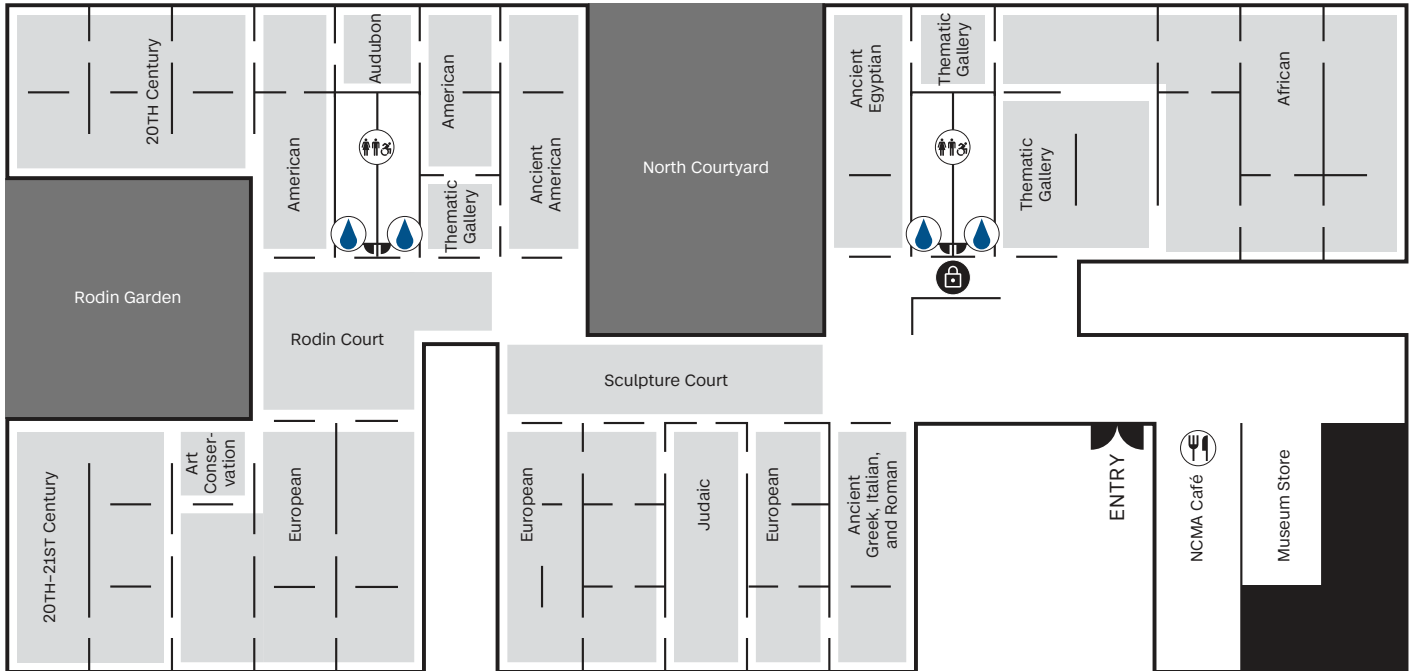 20TH Century
American
Audubon
American
Thematic
Gallery
Ancient
American
North Courtyard
Ancient
Egyptian
Thematic
Gallery
Thematic
Gallery
African
Rodin Garden
Rodin Court
Sculpture Court
20TH–21ST Century
Art
Conser-
vation
European
European
Judaic
European
Ancient
Greek, Italian,
and Roman
ENTRY
NCMA Café
Museum Store